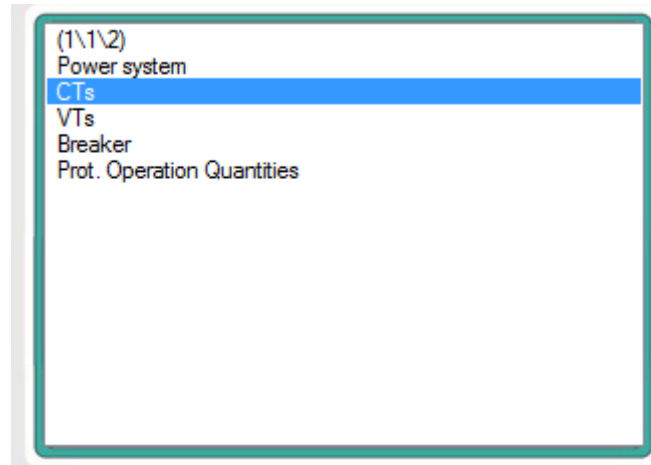 (1\1\2)
Power system
CTs
VTs
Breaker
Prot. Operation Quantities